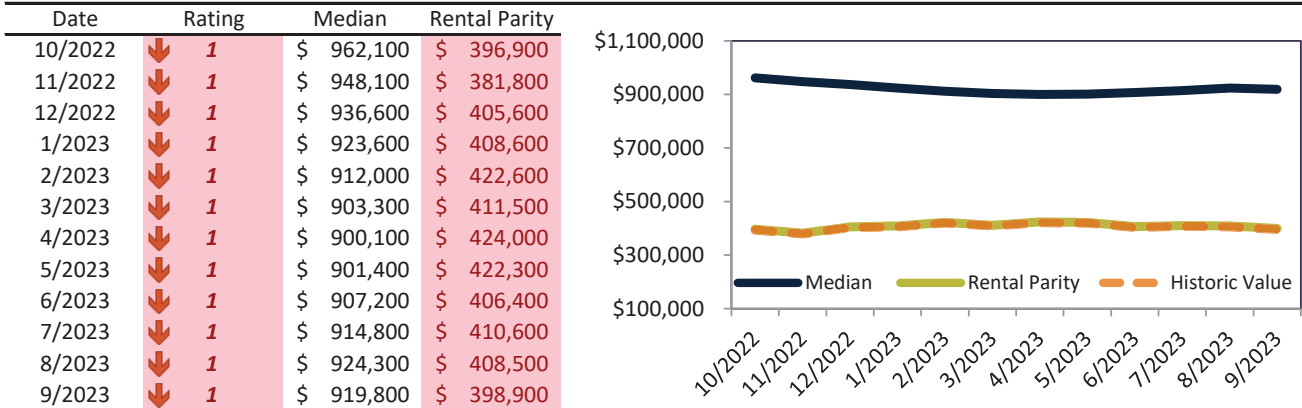 Date Rating Median Rental Parity
10/2022 1 $ 962,100 $ 396,900
11/2022 1 $ 948,100 $ 381,800
12/2022 1 $ 936,600 $ 405,600
1/2023 1 $ 923,600 $ 408,600
2/2023 1 $ 912,000 $ 422,600
3/2023 1 $ 903,300 $ 411,500
4/2023 1 $ 900,100 $ 424,000
5/2023 1 $ 901,400 $ 422,300
6/2023 1 $ 907,200 $ 406,400
7/2023 1 $ 914,800 $ 410,600
8/2023 1 $ 924,300 $ 408,500
9/2023 1 $ 919,800 $ 398,900
$1,100,000
$900,000
$700,000
$500,000
$300,000
$100,000
Median Rental Parity Historic Value
10/2022 11/2022 12/2022 1/2023 2/2023 3/2023 4/2023 5/2023 6/2023 7/2023 8/2023 9/2023